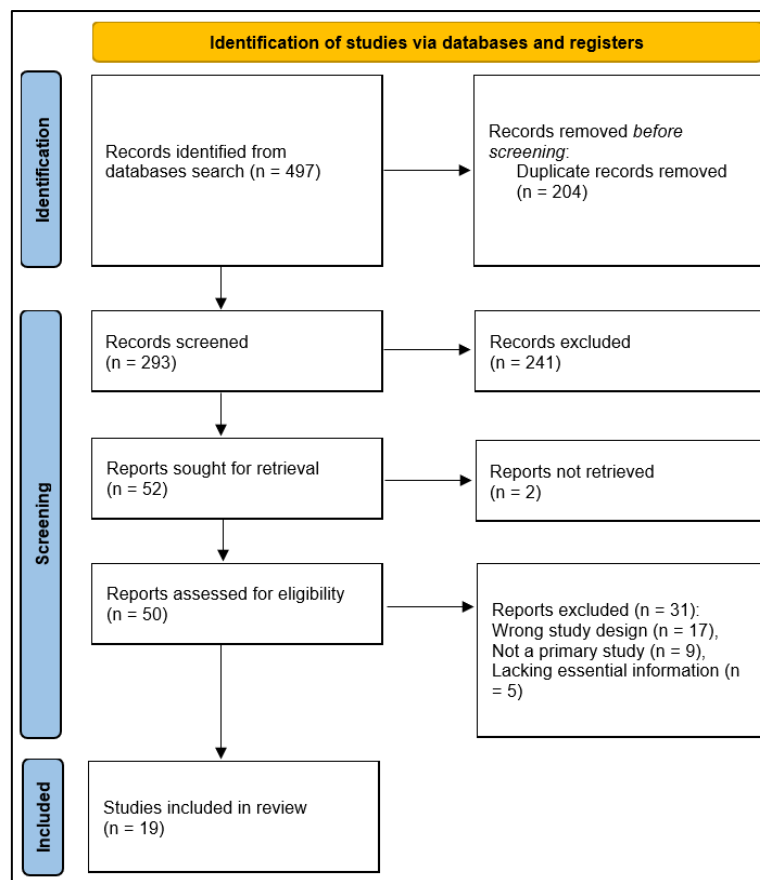 Identification of studies via databases and registers
Identification
Records identified from
databases search (n = 497)
Records removed before
screening:
Duplicate records removed
(n = 204)
Screening
Records screened
(n = 293)
Records excluded
(n = 241)
Reports sought for retrieval
(n = 52)
Reports not retrieved
(n = 2)
Reports assessed for eligibility
(n = 50)
Reports excluded (n = 31):
Wrong study design (n = 17),
Not a primary study (n = 9),
Lacking essential information (n
= 5)
Included
Studies included in review
(n = 19)